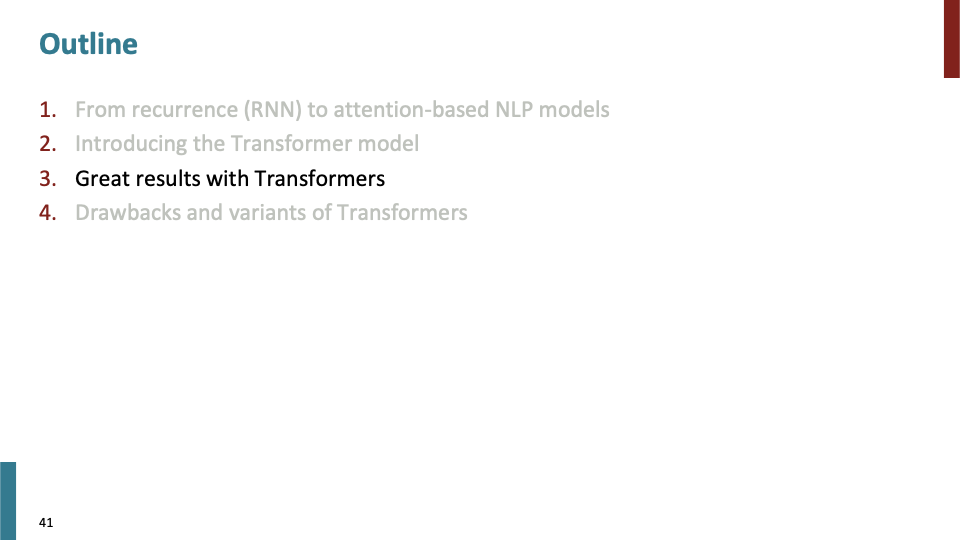 Outline
1. From recurrence (RNN) to attention-based NLP models
2. Introducing the Transformer model
3. Great results with Transformers
4. Drawbacks and variants of Transformers
41